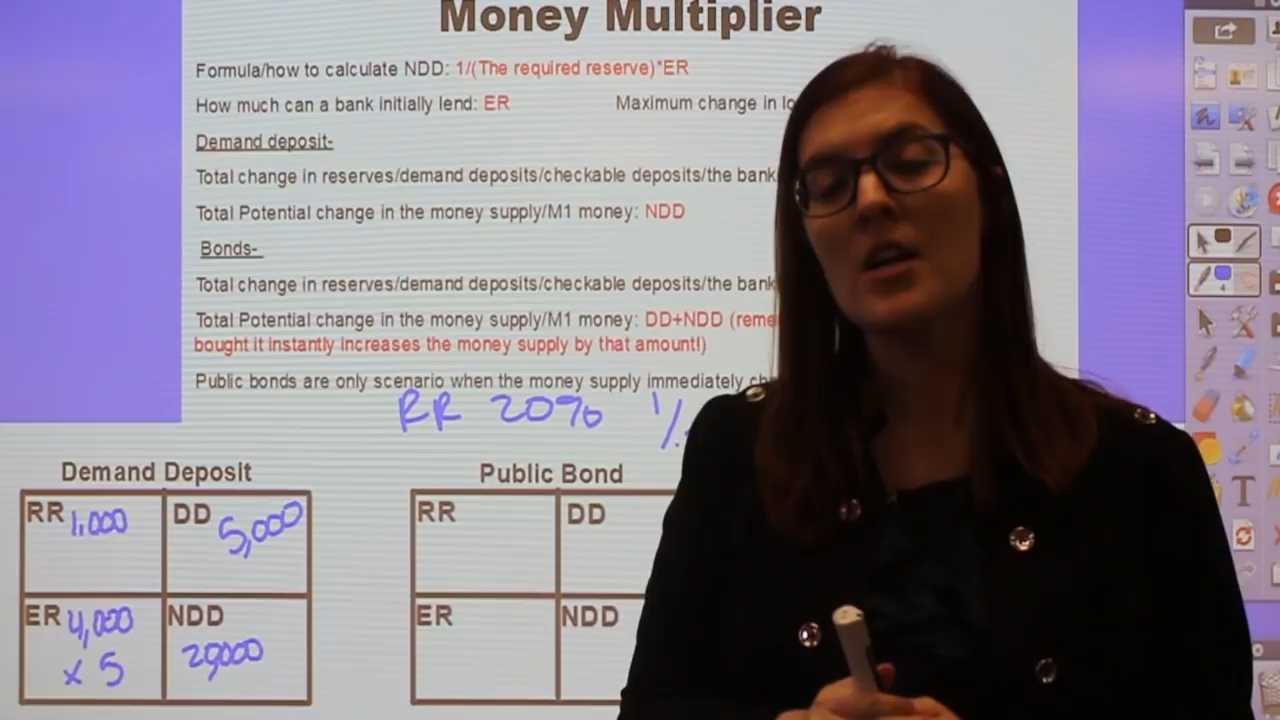 Money Multiplier
Formula/how to calculate NDD: 1/(The required reserve)*ER
How much can a bank initially lend: ER Maximum change in
Demand deposit-
Total change in reserves/demand deposits/checkable deposits/the bank
Total Potential change in the money supply/M1 money: NDD
Bonds-
Total change in reserves/demand deposits/checkable deposits/the bank
Total Potential change in the money supply/M1 money: DD+NDD
bought it instantly increases the money supply by that amount!)
Public bonds are only scenario when the money supply immediately
RR 20% 1/.
Demand Deposit Public Bond
RR 1,000 DD 5,000 RR DD
ER 4,000 NDD ER NDD
x 5 20,000
T
4